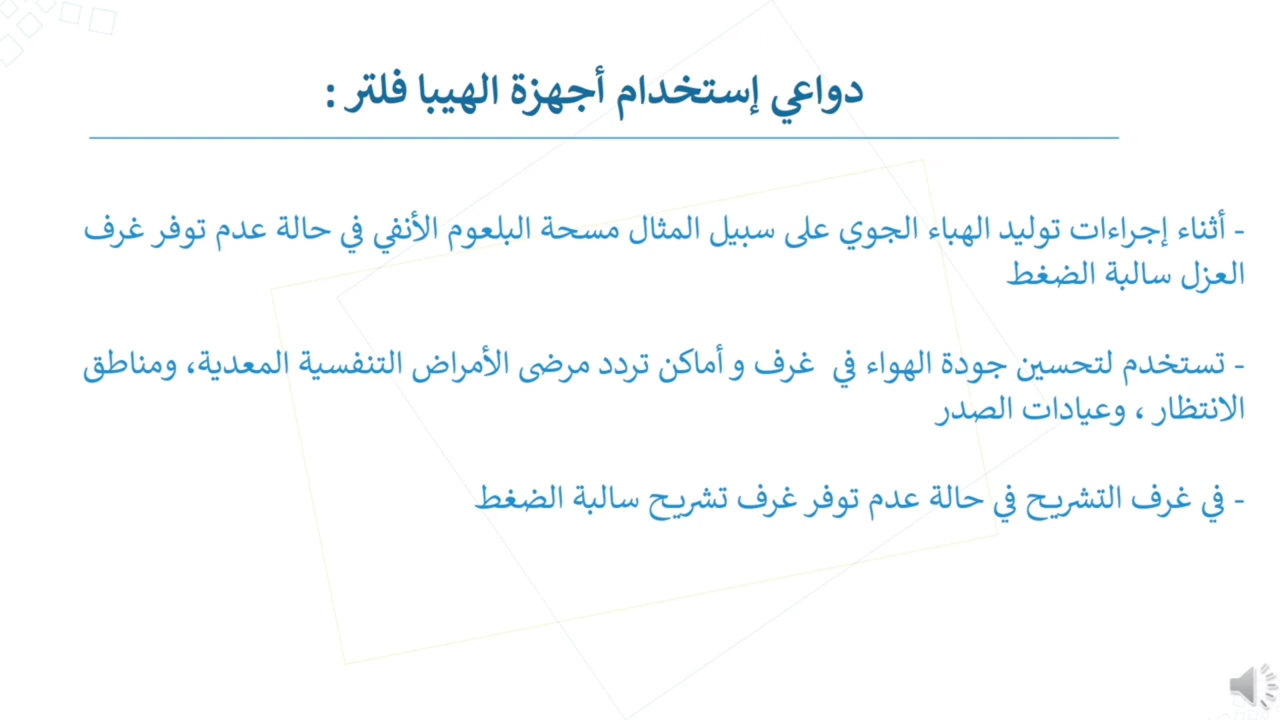 دواعي إستخدام أجهزة الهيبا فلتر :
- أثناء إجراءات توليد الهباء الجوي على سبيل المثال مسحة البلعوم الأنفي في حالة عدم توفر غرف
العزل سالبة الضغط
- تستخدم لتحسين جودة الهواء في غرف و أماكن تردد مرضى الأمراض التنفسية المعدية، ومناطق
الانتظار ، وعيادات الصدر
- في غرف التشريح في حالة عدم توفر غرف تشريح سالبة الضغط